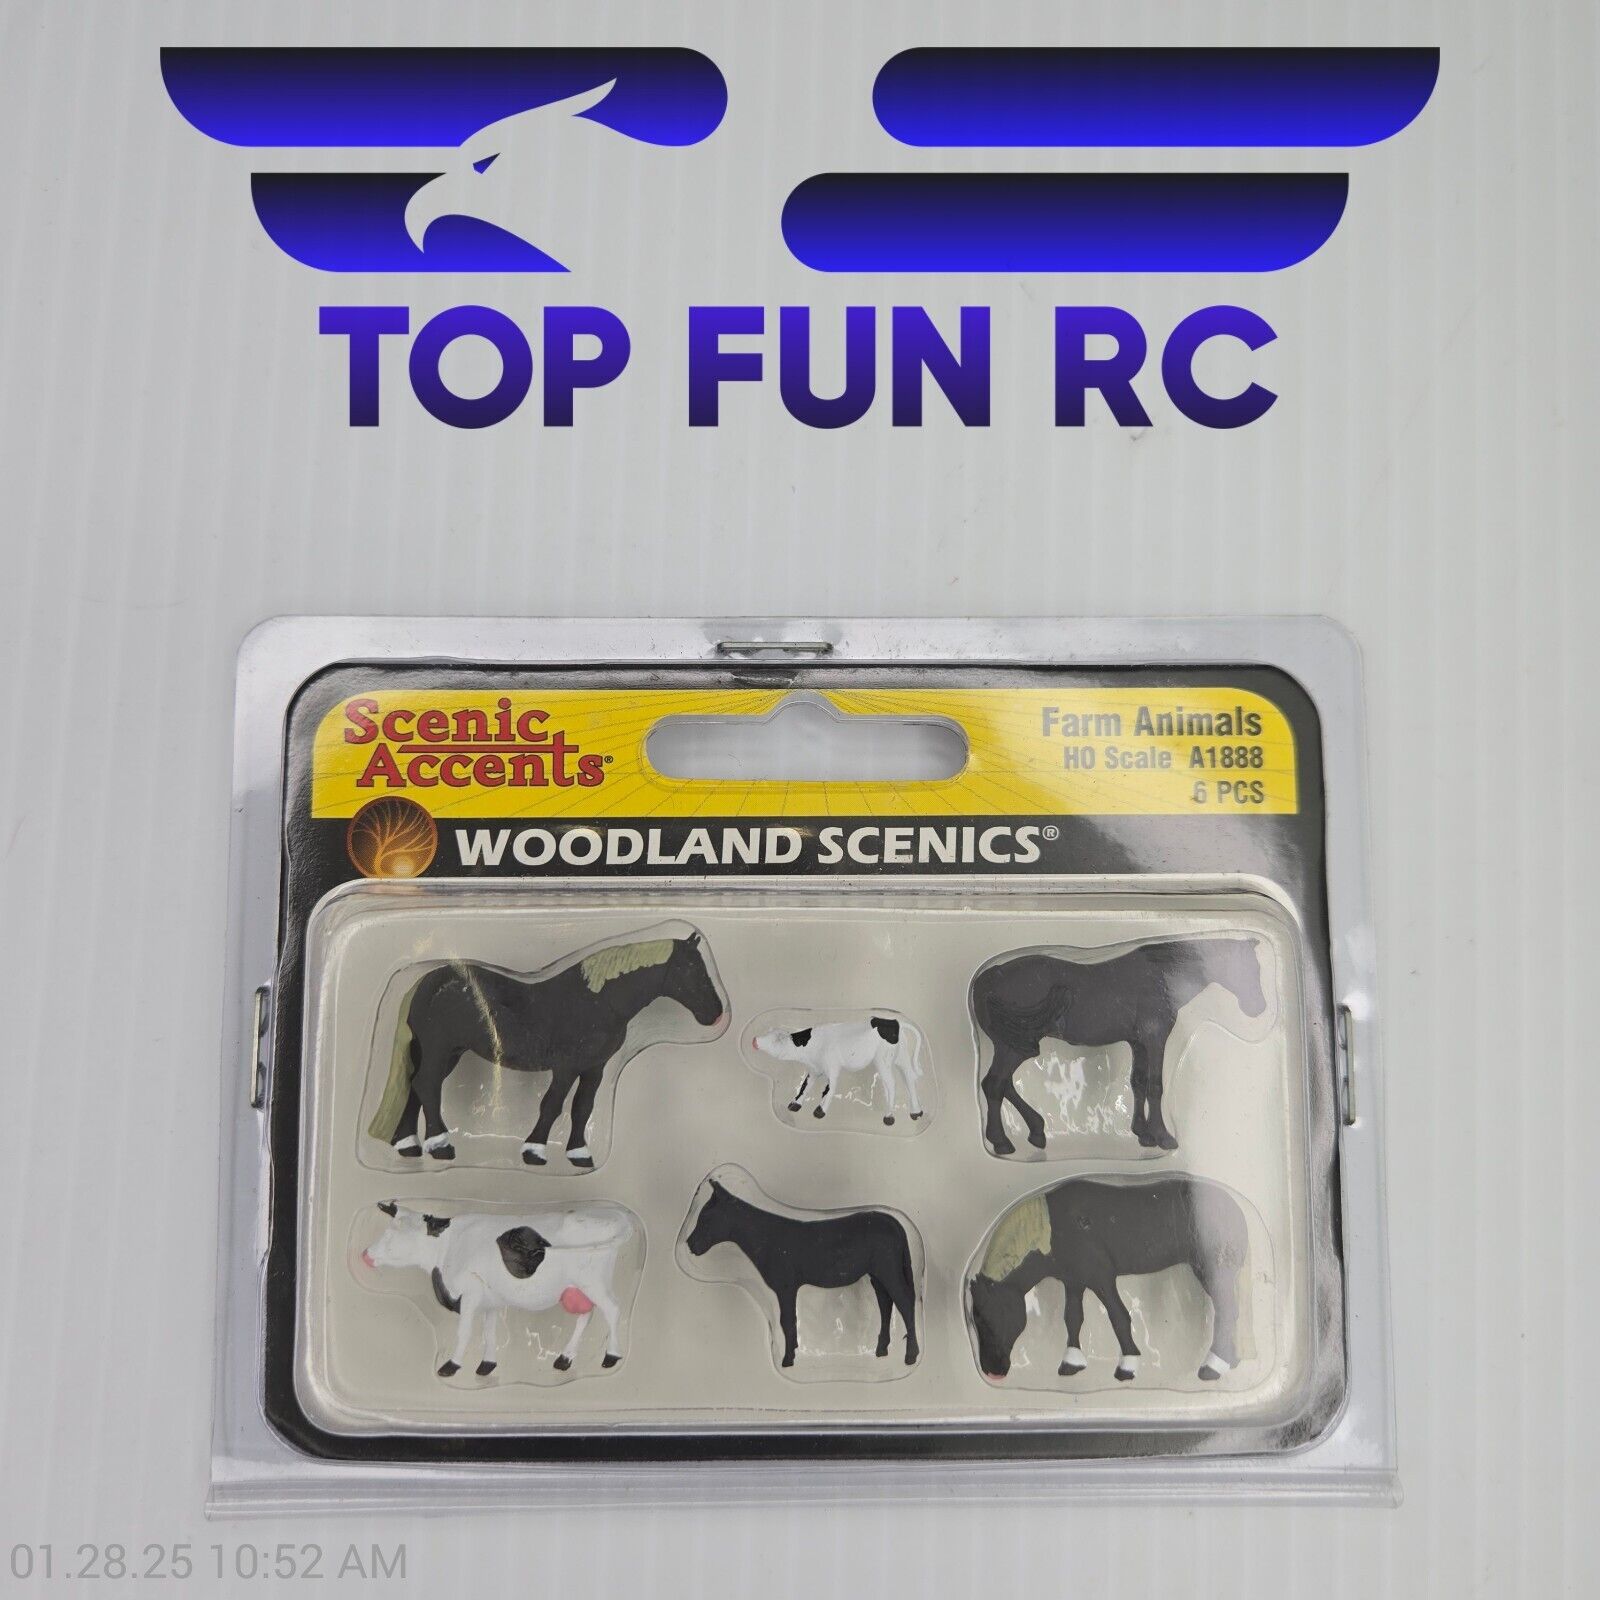 TOP FUN RC
Scenic
Accents®
Farm Animals
HO Scale A1888
6 PCS
WOODLAND SCENICS®
01.28.25 10:52 AM